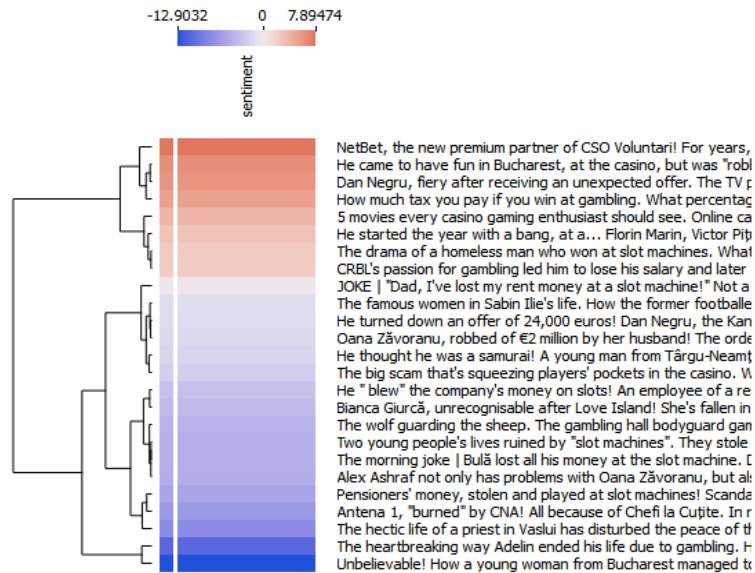 -12.9032 0 7.89474
sentiment
NetBet, the new premium partner of CSO Voluntari! For years,
He came to have fun in Bucharest, at the casino, but was "robl
Dan Negru, fiery after receiving an unexpected offer. The TV p
How much tax you pay if you win at gambling. What percentag
5 movies every casino gaming enthusiast should see. Online ca
He started the year with a bang, at a... Florin Marin, Victor Pițu
The drama of a homeless man who won at slot machines. What
CRBL's passion for gambling led him to lose his salary and later
JOKE | "Dad, I've lost my rent money at a slot machine!" Not a
The famous women in Sabin Ilie's life. How the former footballe
He turned down an offer of 24,000 euros! Dan Negru, the Kan
Oana Zăvoranu, robbed of €2 million by her husband! The orde
He thought he was a samurai! A young man from Târgu-Neamț
The big scam that's squeezing players' pockets in the casino. W
He " blew" the company's money on slots! An employee of a re
Bianca Giurcă, unrecognisable after Love Island! She's fallen in
The wolf guarding the sheep. The gambling hall bodyguard gam
Two young people's lives ruined by "slot machines". They stole
The morning joke | Bulă lost all his money at the slot machine. D
Alex Ashraf not only has problems with Oana Zăvoranu, but als
Pensioners' money, stolen and played at slot machines! Scanda
Antena 1, "burned" by CNA! All because of Chefi la Cuțite. In r
The hectic life of a priest in Vaslui has disturbed the peace of th
The heartbreaking way Adelin ended his life due to gambling. H
Unbelievable! How a young woman from Bucharest managed to